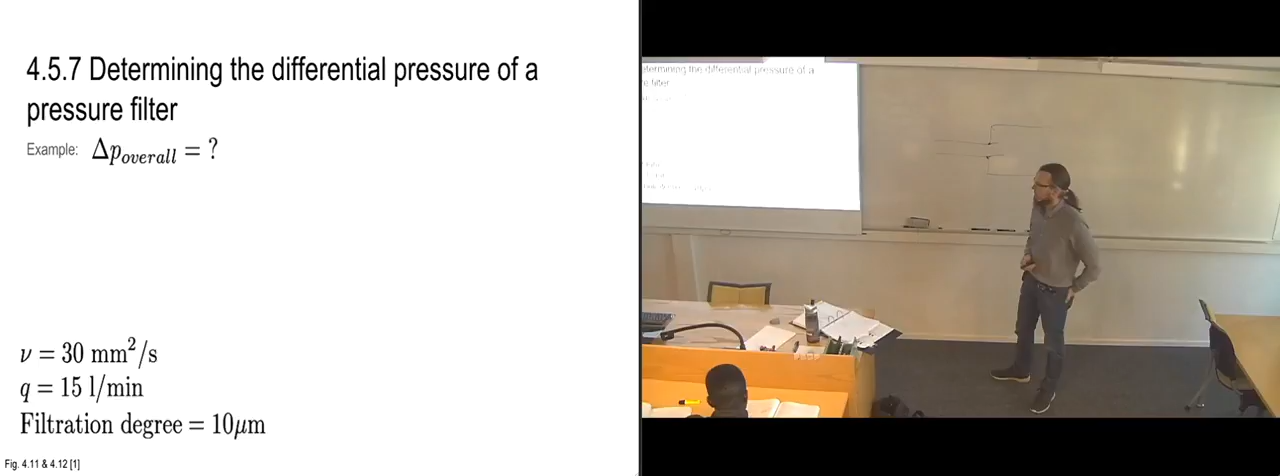 4.5.7 Determining the differential pressure of a
pressure filter
Example: Δp_overall = ?
ν = 30 mm²/s
q = 15 l/min
Filtration degree = 10μm
Fig. 4.11 & 4.12 [1]
etermining the differential pressure of a
e filter